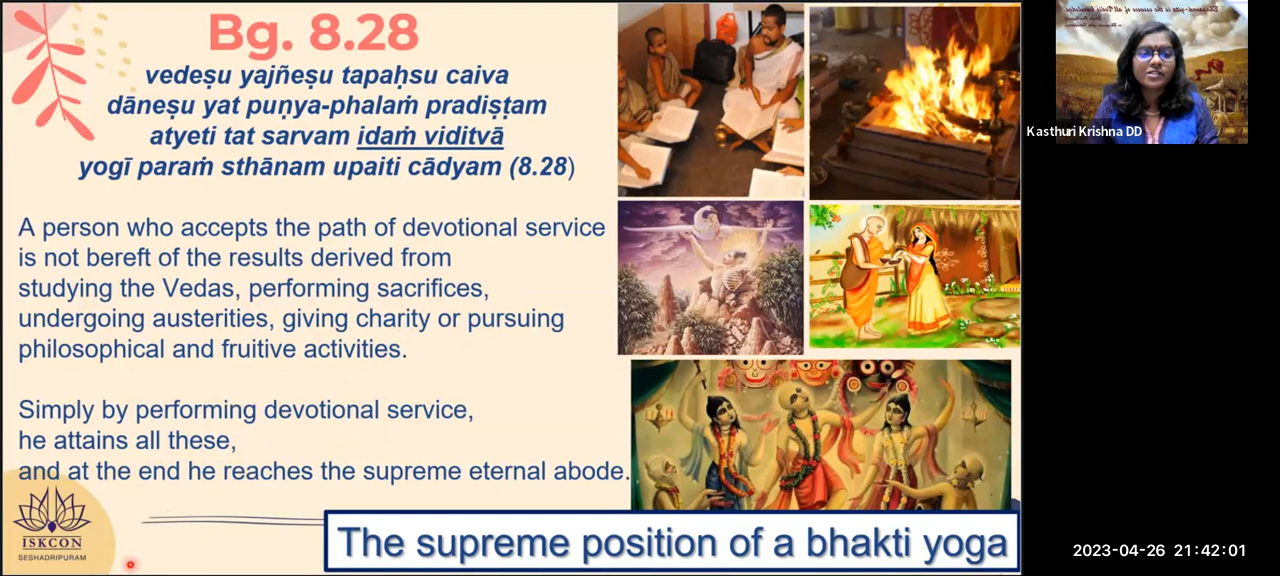 Bg. 8.28
vedeṣu yajñeṣu tapaḥsu caiva
dāneṣu yat puṇya-phalaṁ pradiṣṭam
atyeti tat sarvam idaṁ viditvā
yogī paraṁ sthānam upaiti cādyam (8.28)
A person who accepts the path of devotional service
is not bereft of the results derived from
studying the Vedas, performing sacrifices,
undergoing austerities, giving charity or pursuing
philosophical and fruitive activities.
Simply by performing devotional service,
he attains all these,
and at the end he reaches the supreme eternal abode.
ISKCON
SESHADRIPURAM
The supreme position of a bhakti yoga
Kasthuri Krishna DD
2023-04-26 21:42:01